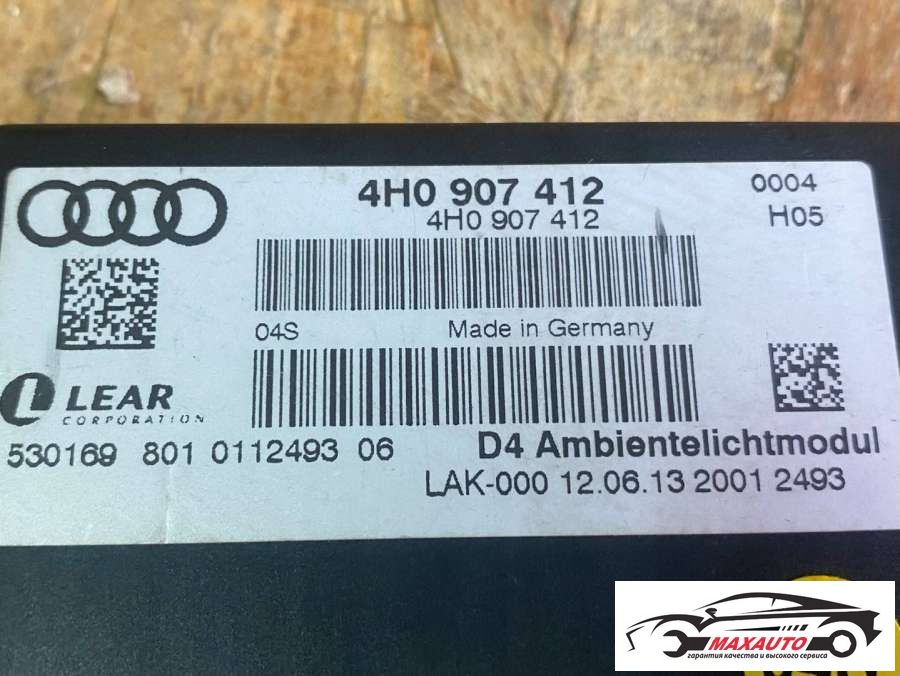 4H0 907 412
4H0 907 412
0004
H05
04S
Made in Germany
LEAR
CORPORATION
530169 801 0112493 06
D4 Ambientelichtmodul
LAK-000 12.06.13 2001 2493
MAXAUTO
гарантия качества и высокого сервиса